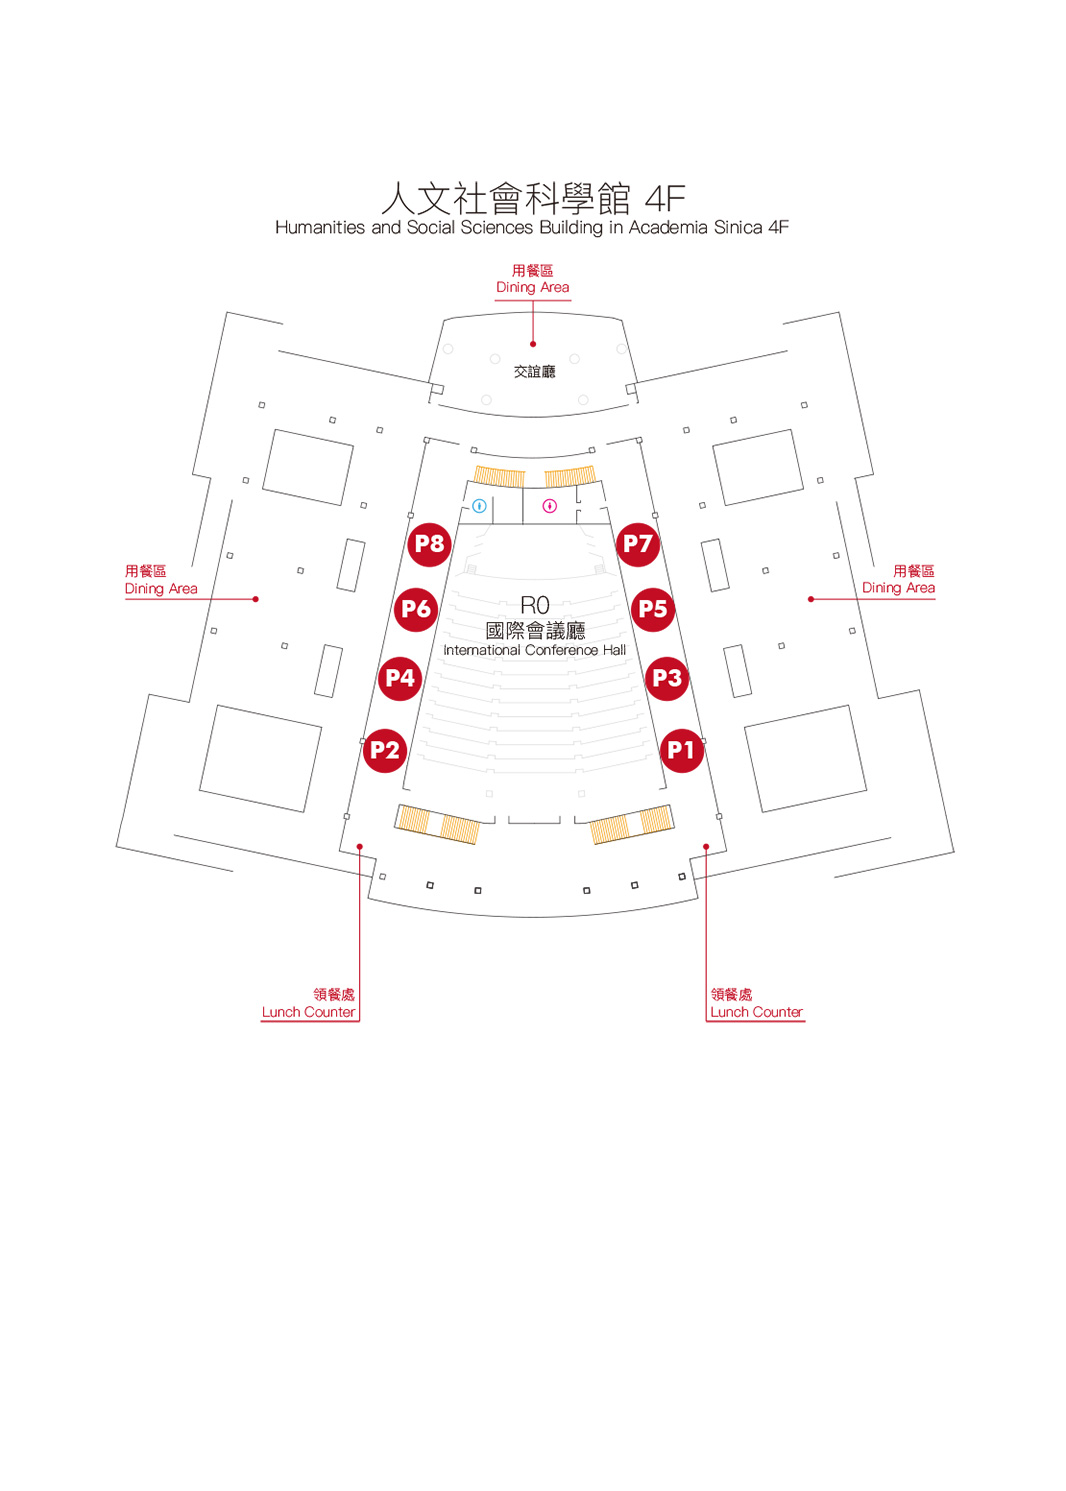 人文社會科學館 4F
Humanities and Social Sciences Building in Academia Sinica 4F
用餐區
Dining Area
交誼廳
P8
P7
用餐區
Dining Area
用餐區
Dining Area
P6
R0
國際會議廳
International Conference Hall
P5
P4
P3
P2
P1
領餐處
Lunch Counter
領餐處
Lunch Counter